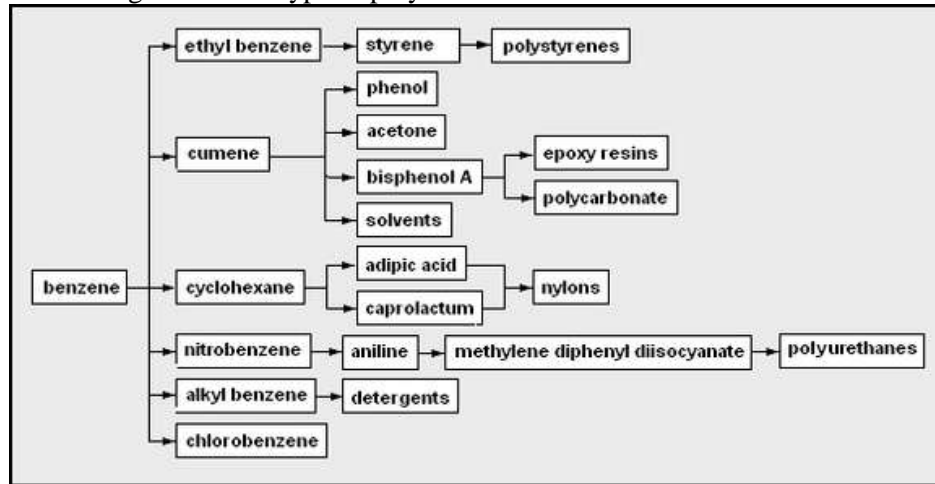 ethyl benzene
styrene
polystyrenes
cumene
phenol
acetone
bisphenol A
epoxy resins
polycarbonate
solvents
benzene
cyclohexane
adipic acid
caprolactum
nylons
nitrobenzene
aniline
methylene diphenyl diisocyanate
polyurethanes
alkyl benzene
detergents
chlorobenzene